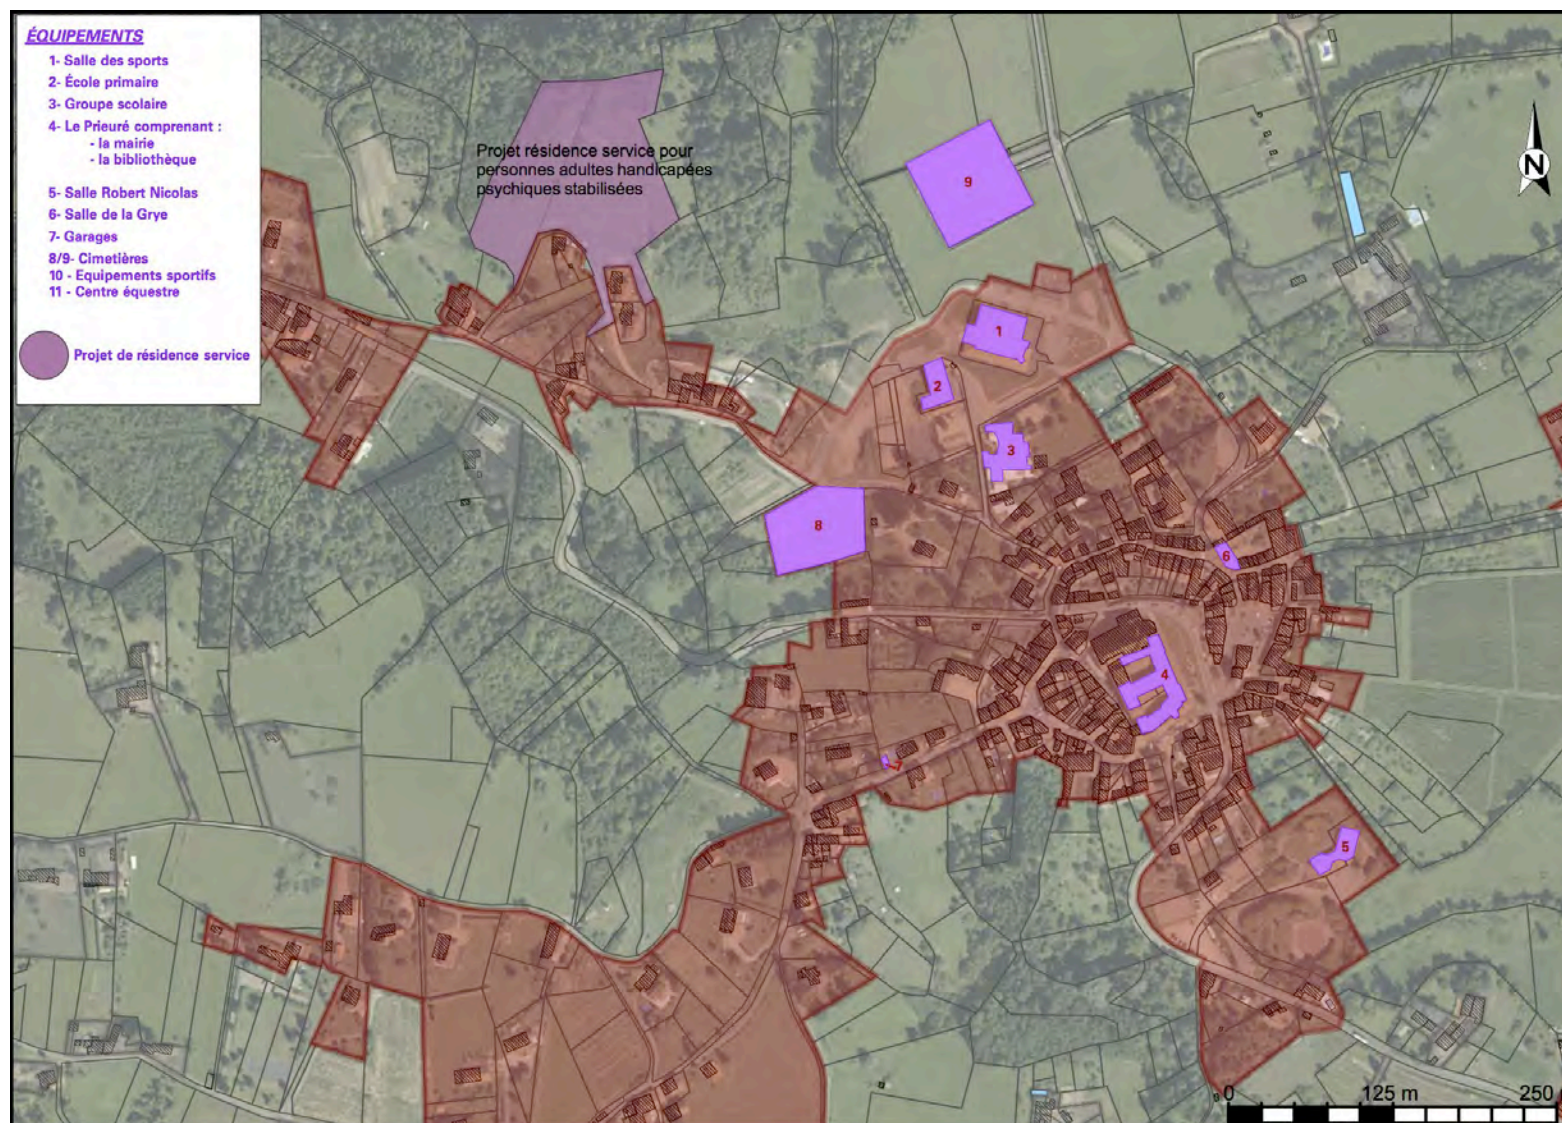 ÉQUIPEMENTS
1- Salle des sports
2- École primaire
3- Groupe scolaire
4- Le Prieuré comprenant :
- la mairie
- la bibliothèque
5- Salle Robert Nicolas
6- Salle de la Grye
7- Garages
8/9- Cimetières
10 - Equipements sportifs
11 - Centre équestre
Projet de résidence service
Projet résidence service pour
personnes adultes handicapées
psychiques stabilisées
N
9
1
2
3
8
6
4
7
5
0 125 m 250